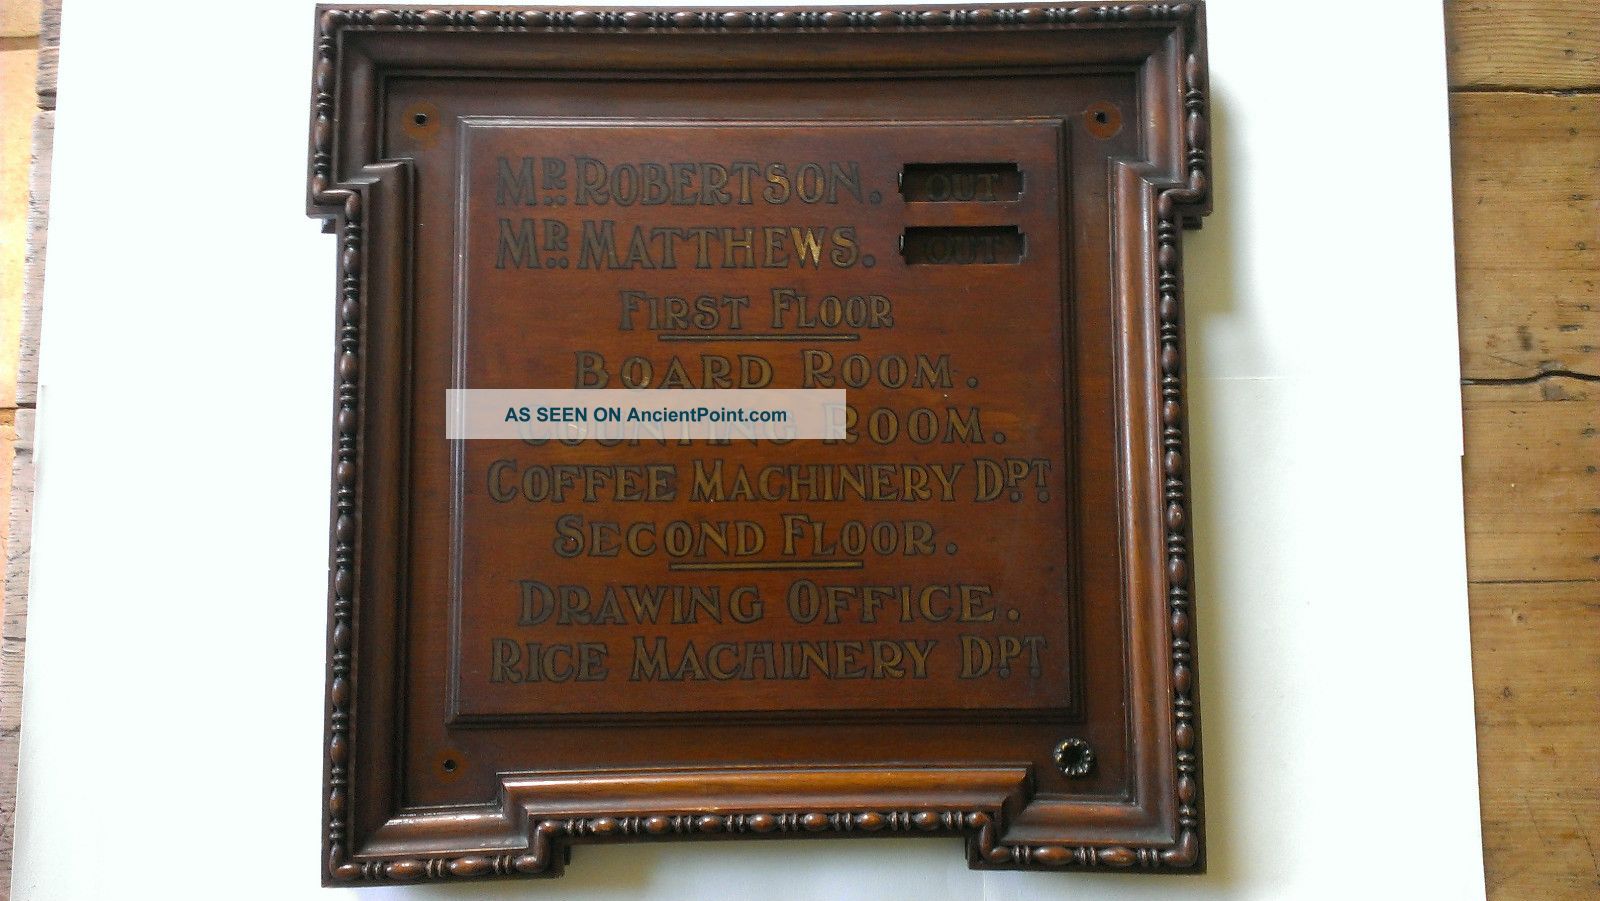 MR. ROBERTSON. OUT
MR. MATTHEWS. OUT
FIRST FLOOR
BOARD ROOM.
AS SEEN ON AncientPoint.com
COUNTING ROOM.
COFFEE MACHINERY DPT.
SECOND FLOOR.
DRAWING OFFICE.
RICE MACHINERY DPT